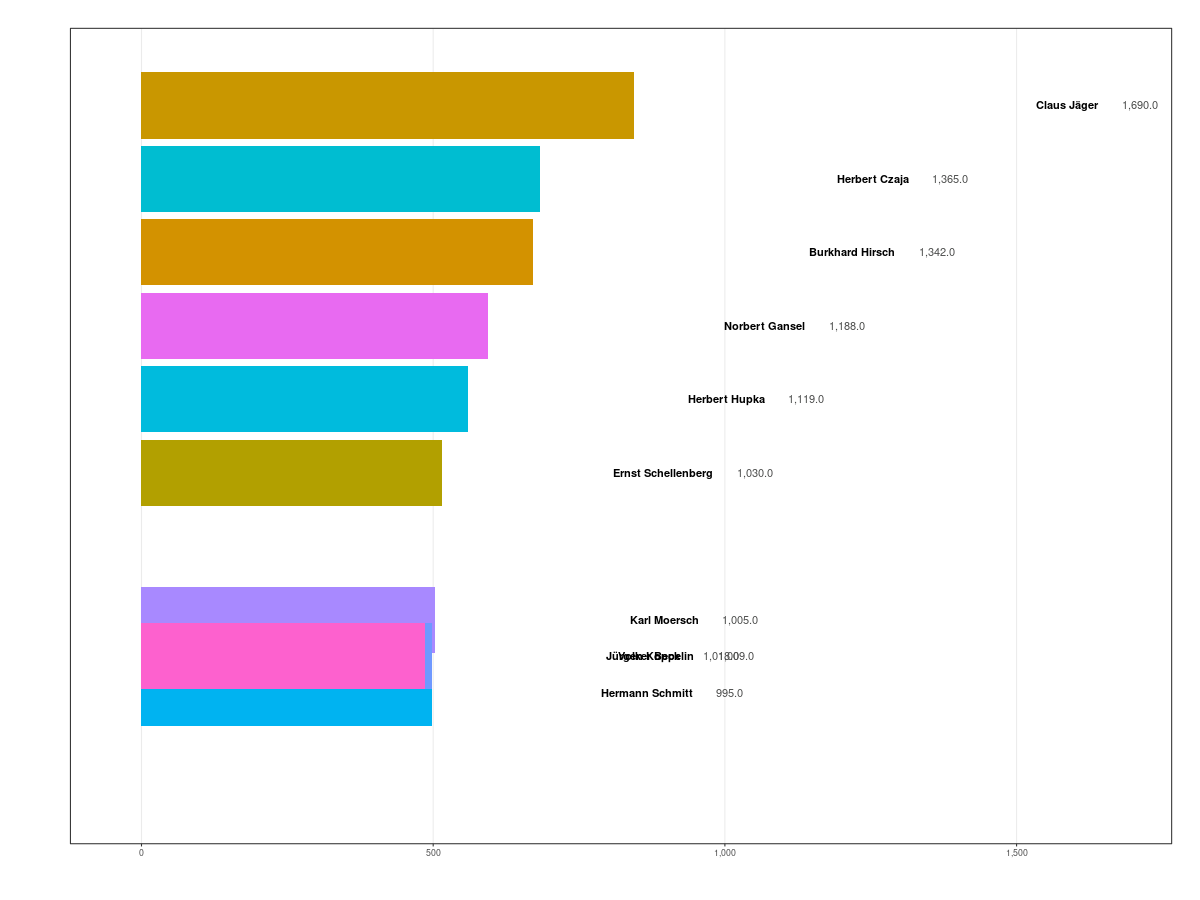 Claus Jäger 1,690.0
Herbert Czaja 1,365.0
Burkhard Hirsch 1,342.0
Norbert Gansel 1,188.0
Herbert Hupka 1,119.0
Ernst Schellenberg 1,030.0
Karl Moersch 1,005.0
Hermann Schmitt 995.0
0 500 1,000 1,500